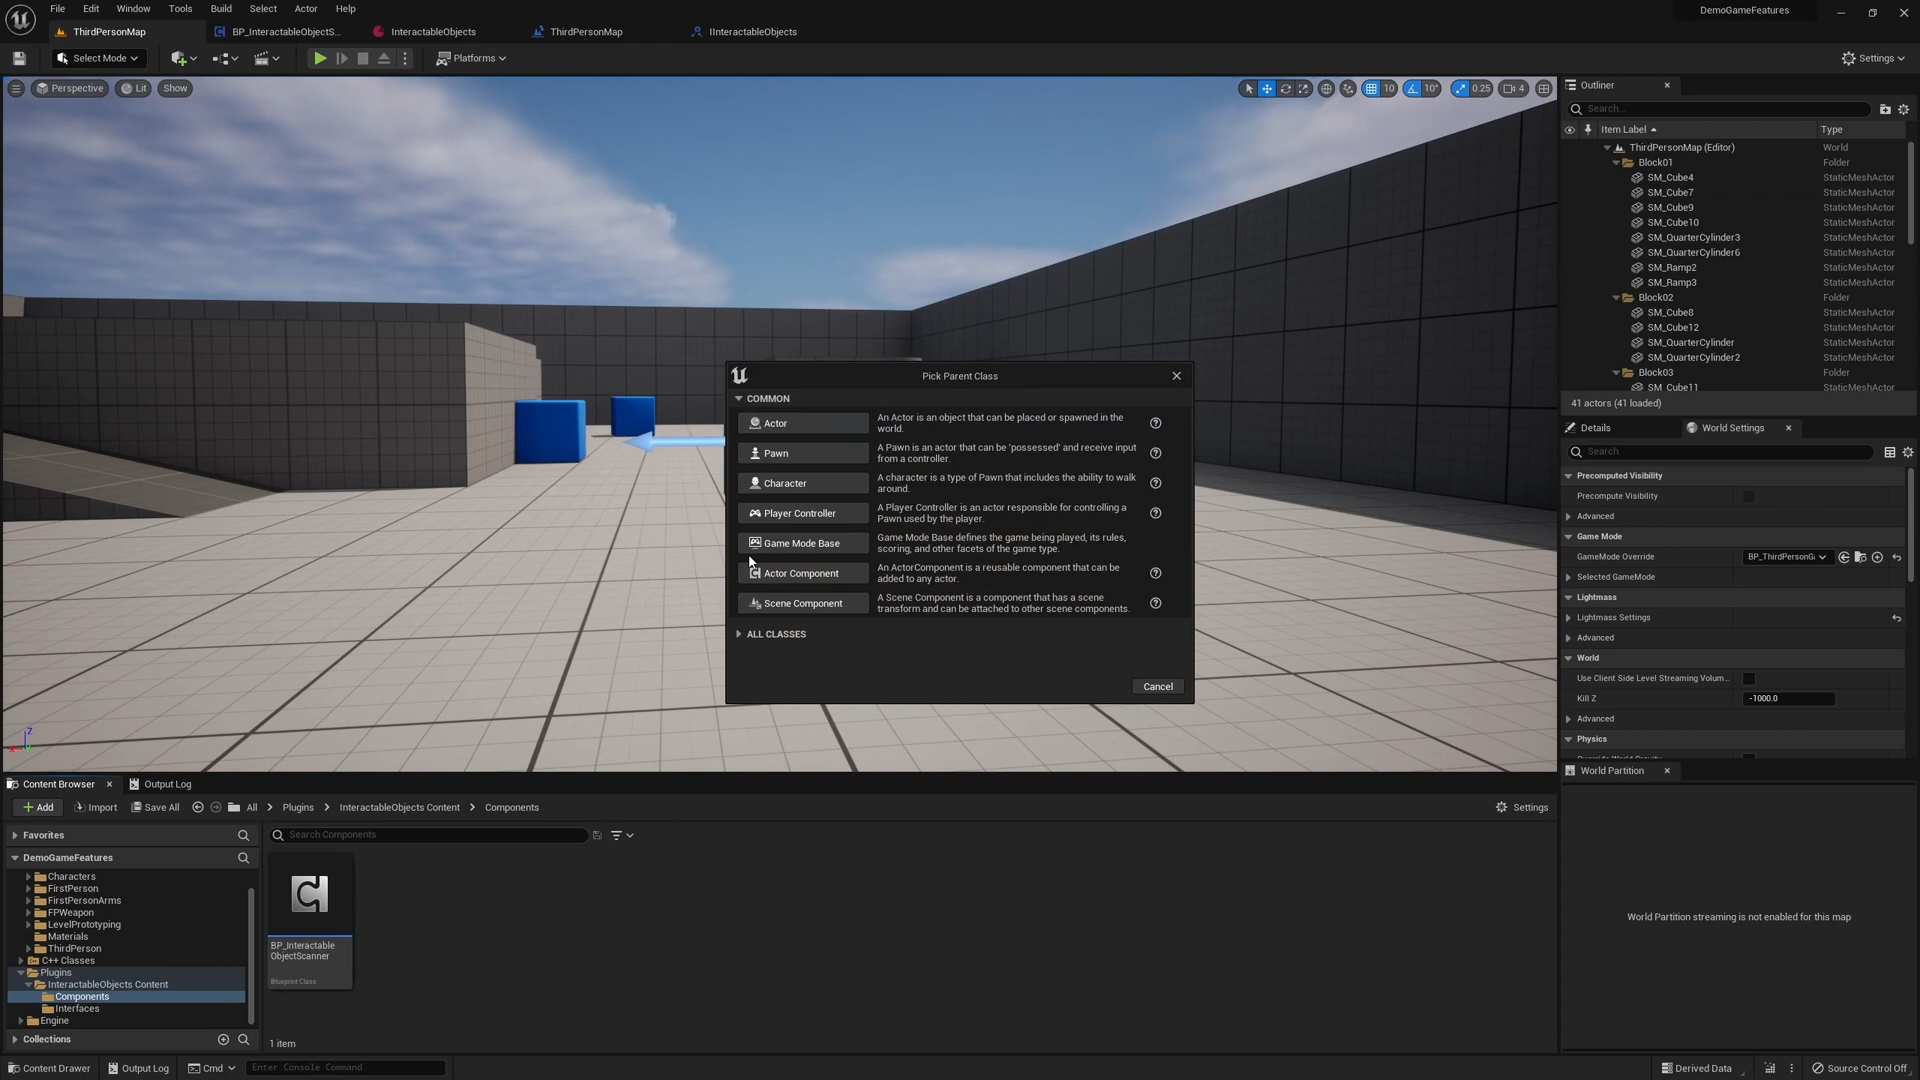 File Edit Window Tools Build Select Actor Help
DemoGameFeatures
ThirdPersonMap
BP_InteractableObjectS...
InteractableObjects
ThirdPersonMap
IInteractableObjects
Select Mode
Platforms
Settings
Perspective
Lit
Show
10
10°
0.25
4
Outliner
Search...
Item Label
Type
ThirdPersonMap (Editor) World
Block01 Folder
SM_Cube4 StaticMeshActor
SM_Cube7 StaticMeshActor
SM_Cube9 StaticMeshActor
SM_Cube10 StaticMeshActor
SM_QuarterCylinder3 StaticMeshActor
SM_QuarterCylinder6 StaticMeshActor
SM_Ramp2 StaticMeshActor
SM_Ramp3 StaticMeshActor
Block02 Folder
SM_Cube8 StaticMeshActor
SM_Cube12 StaticMeshActor
SM_QuarterCylinder StaticMeshActor
SM_QuarterCylinder2 StaticMeshActor
Block03 Folder
SM_Cube11 StaticMeshActor
41 actors (41 loaded)
Details
World Settings
Search
Precomputed Visibility
Precompute Visibility
Advanced
Game Mode
GameMode Override BP_ThirdPersonG
Selected GameMode
Lightmass
Lightmass Settings
Advanced
World
Use Client Side Level Streaming Volum...
Kill Z -1000.0
Advanced
Physics
World Partition
World Partition streaming is not enabled for this map
Pick Parent Class
COMMON
Actor
An Actor is an object that can be placed or spawned in the
world.
Pawn
A Pawn is an actor that can be 'possessed' and receive input
from a controller.
Character
A character is a type of Pawn that includes the ability to walk
around.
Player Controller
A Player Controller is an actor responsible for controlling a
Pawn used by the player.
Game Mode Base
Game Mode Base defines the game being played, its rules,
scoring, and other facets of the game type.
Actor Component
An ActorComponent is a reusable component that can be
added to any actor.
Scene Component
A Scene Component is a component that has a scene
transform and can be attached to other scene components.
ALL CLASSES
Cancel
Z
X
Content Browser
Output Log
Add
Import
Save All
All > Plugins > InteractableObjects Content > Components
Settings
Favorites
Search Components
DemoGameFeatures
Characters
FirstPerson
FirstPersonArms
FPWeapon
LevelPrototyping
Materials
ThirdPerson
C++ Classes
Plugins
InteractableObjects Content
Components
Interfaces
Engine
Collections
BP_Interactable
ObjectScanner
Blueprint Class
1 item
Content Drawer
Output Log
Cmd
Enter Console Command
Derived Data
Source Control Off